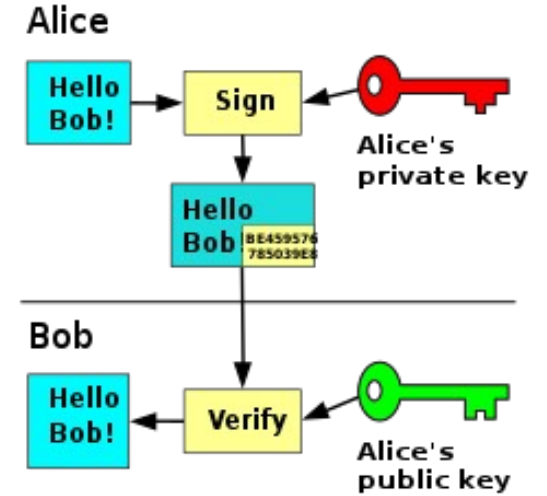 Alice
Hello
Bob!
Sign
Alice's
private key
Hello
Bob!
BE459576
785039E8
Bob
Hello
Bob!
Verify
Alice's
public key